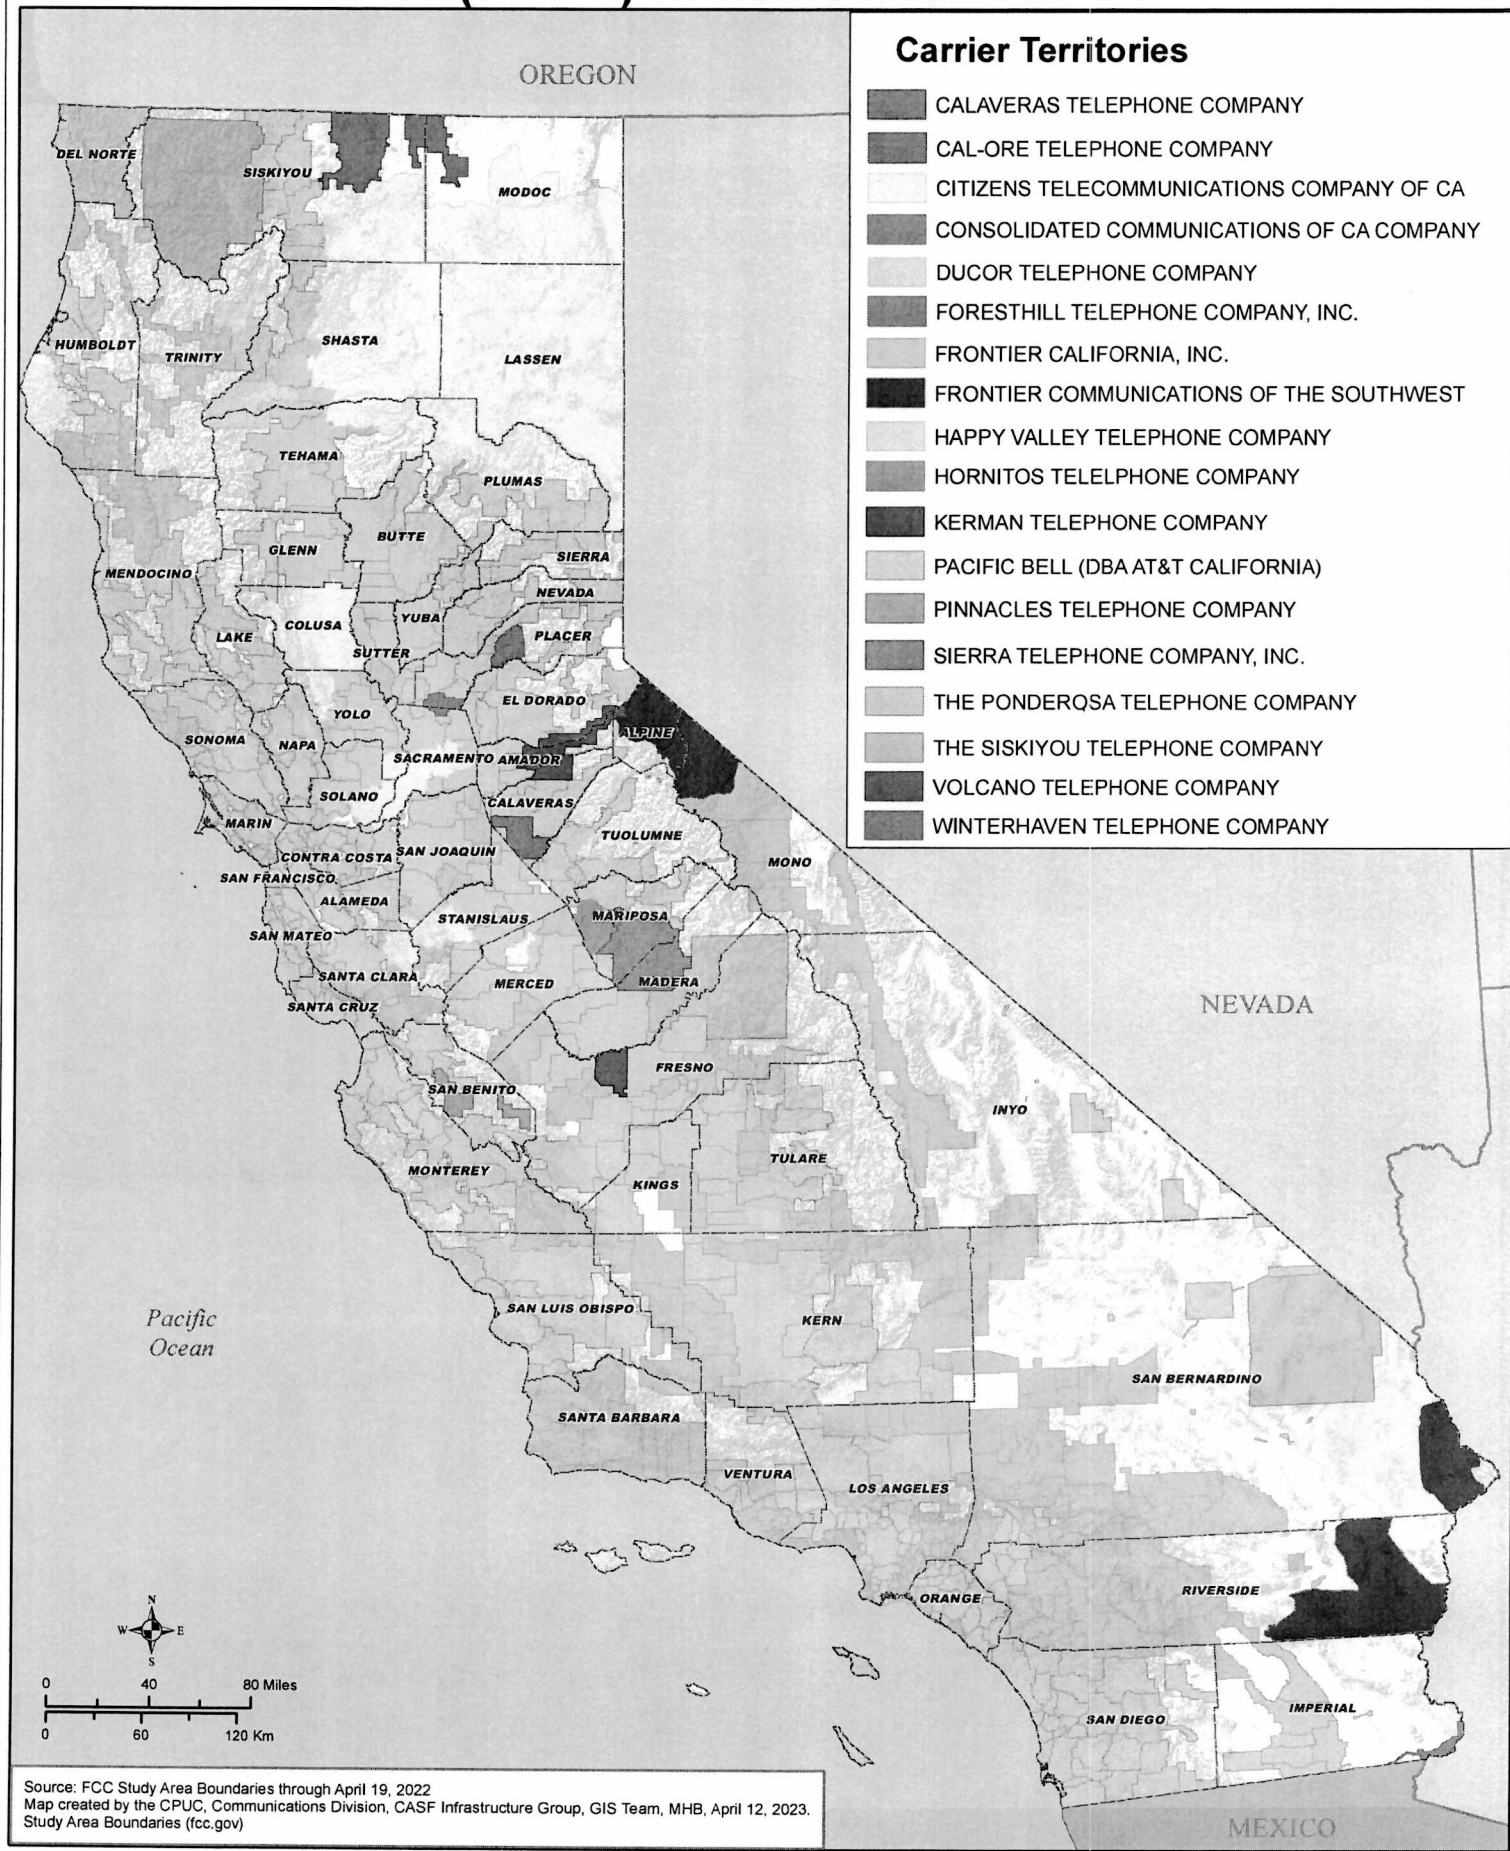 OREGON
Carrier Territories
CALAVERAS TELEPHONE COMPANY
CAL-ORE TELEPHONE COMPANY
CITIZENS TELECOMMUNICATIONS COMPANY OF CA
CONSOLIDATED COMMUNICATIONS OF CA COMPANY
DUCOR TELEPHONE COMPANY
FORESTHILL TELEPHONE COMPANY, INC.
FRONTIER CALIFORNIA, INC.
FRONTIER COMMUNICATIONS OF THE SOUTHWEST
HAPPY VALLEY TELEPHONE COMPANY
HORNITOS TELELPHONE COMPANY
KERMAN TELEPHONE COMPANY
PACIFIC BELL (DBA AT&T CALIFORNIA)
PINNACLES TELEPHONE COMPANY
SIERRA TELEPHONE COMPANY, INC.
THE PONDEROSA TELEPHONE COMPANY
THE SISKIYOU TELEPHONE COMPANY
VOLCANO TELEPHONE COMPANY
WINTERHAVEN TELEPHONE COMPANY
DEL NORTE
SISKIYOU
MODOC
HUMBOLDT
TRINITY
SHASTA
LASSEN
TEHAMA
PLUMAS
BUTTE
GLENN
SIERRA
MENDOCINO
NEVADA
COLUSA
YUBA
LAKE
SUTTER
PLACER
EL DORADO
YOLO
ALPINE
SONOMA
NAPA
SACRAMENTO
AMADOR
SOLANO
CALAVERAS
MARIN
TUOLUMNE
CONTRA COSTA
SAN JOAQUIN
MONO
SAN FRANCISCO
ALAMEDA
STANISLAUS
MARIPOSA
SAN MATEO
SANTA CLARA
MERCED
MADERA
SANTA CRUZ
NEVADA
FRESNO
SAN BENITO
INYO
MONTEREY
TULARE
KINGS
Pacific
Ocean
SAN LUIS OBISPO
KERN
SAN BERNARDINO
SANTA BARBARA
VENTURA
LOS ANGELES
ORANGE
RIVERSIDE
SAN DIEGO
IMPERIAL
N
W E
S
0 40 80 Miles
0 60 120 Km
Source: FCC Study Area Boundaries through April 19, 2022
Map created by the CPUC, Communications Division, CASF Infrastructure Group, GIS Team, MHB, April 12, 2023.
Study Area Boundaries (fcc.gov)
MEXICO